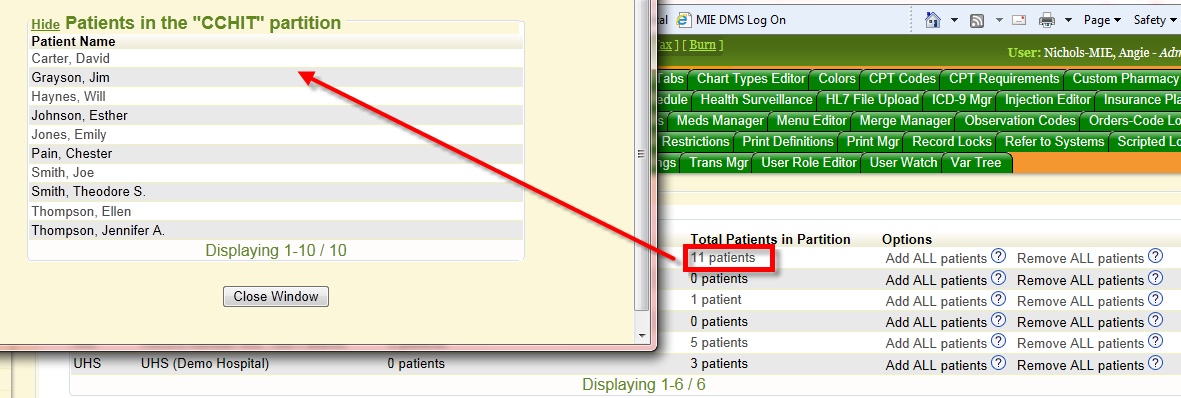 Hide Patients in the "CCHIT" partition
Patient Name
Carter, David
Grayson, Jim
Haynes, Will
Johnson, Esther
Jones, Emily
Pain, Chester
Smith, Joe
Smith, Theodore S.
Thompson, Ellen
Thompson, Jennifer A.
Displaying 1-10 / 10
Close Window
MIE DMS Log On
Page
Safety
] [ Burn ]
User: Nichols-MIE, Angie - Adm
Tabs Chart Types Editor Colors CPT Codes CPT Requirements Custom Pharmacy
edule Health Surveillance HL7 File Upload ICD-9 Mgr Injection Editor Insurance Pla
s Meds Manager Menu Editor Merge Manager Observation Codes Orders-Code Lo
Restrictions Print Definitions Print Mgr Record Locks Refer to Systems Scripted Lo
ngs Trans Mgr User Role Editor User Watch Var Tree
Total Patients in Partition Options
11 patients Add ALL patients ? Remove ALL patients ?
0 patients Add ALL patients ? Remove ALL patients ?
1 patient Add ALL patients ? Remove ALL patients ?
0 patients Add ALL patients ? Remove ALL patients ?
5 patients Add ALL patients ? Remove ALL patients ?
UHS UHS (Demo Hospital) 0 patients 3 patients Add ALL patients ? Remove ALL patients ?
Displaying 1-6 / 6